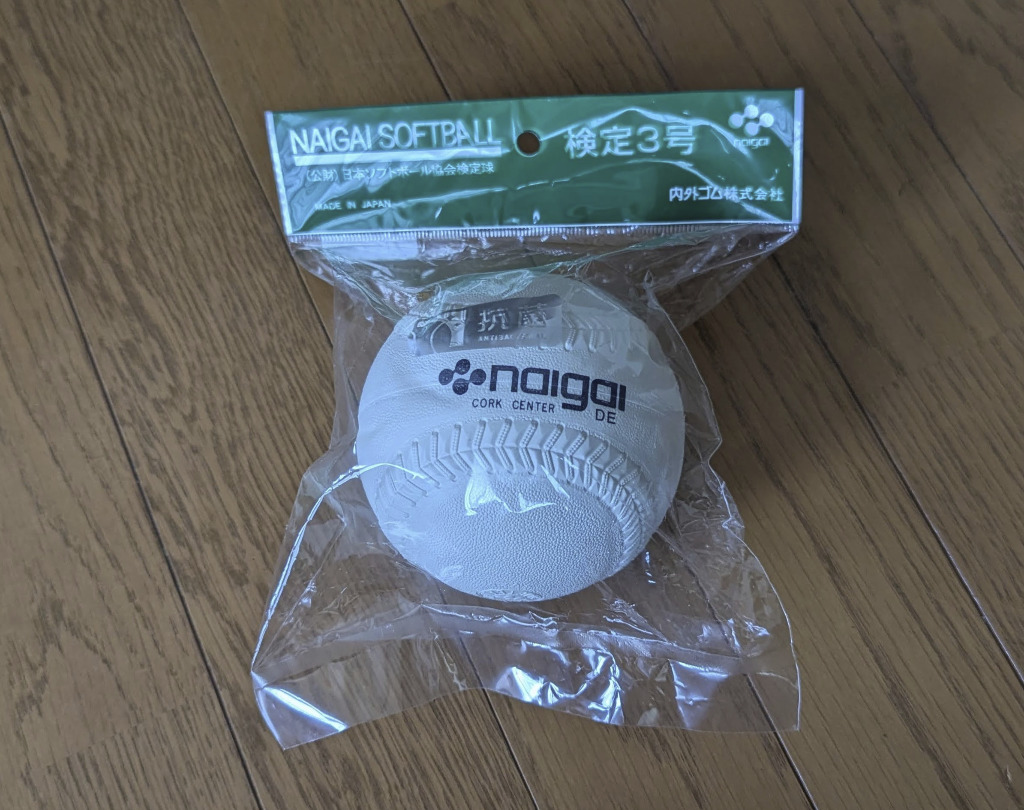 NAIGAI SOFTBALL
検定3号
naigai
(公財)日本ソフトボール協会検定球
MADE IN JAPAN
内外ゴム株式会社
抗菌
naigai
CORK CENTER
DE